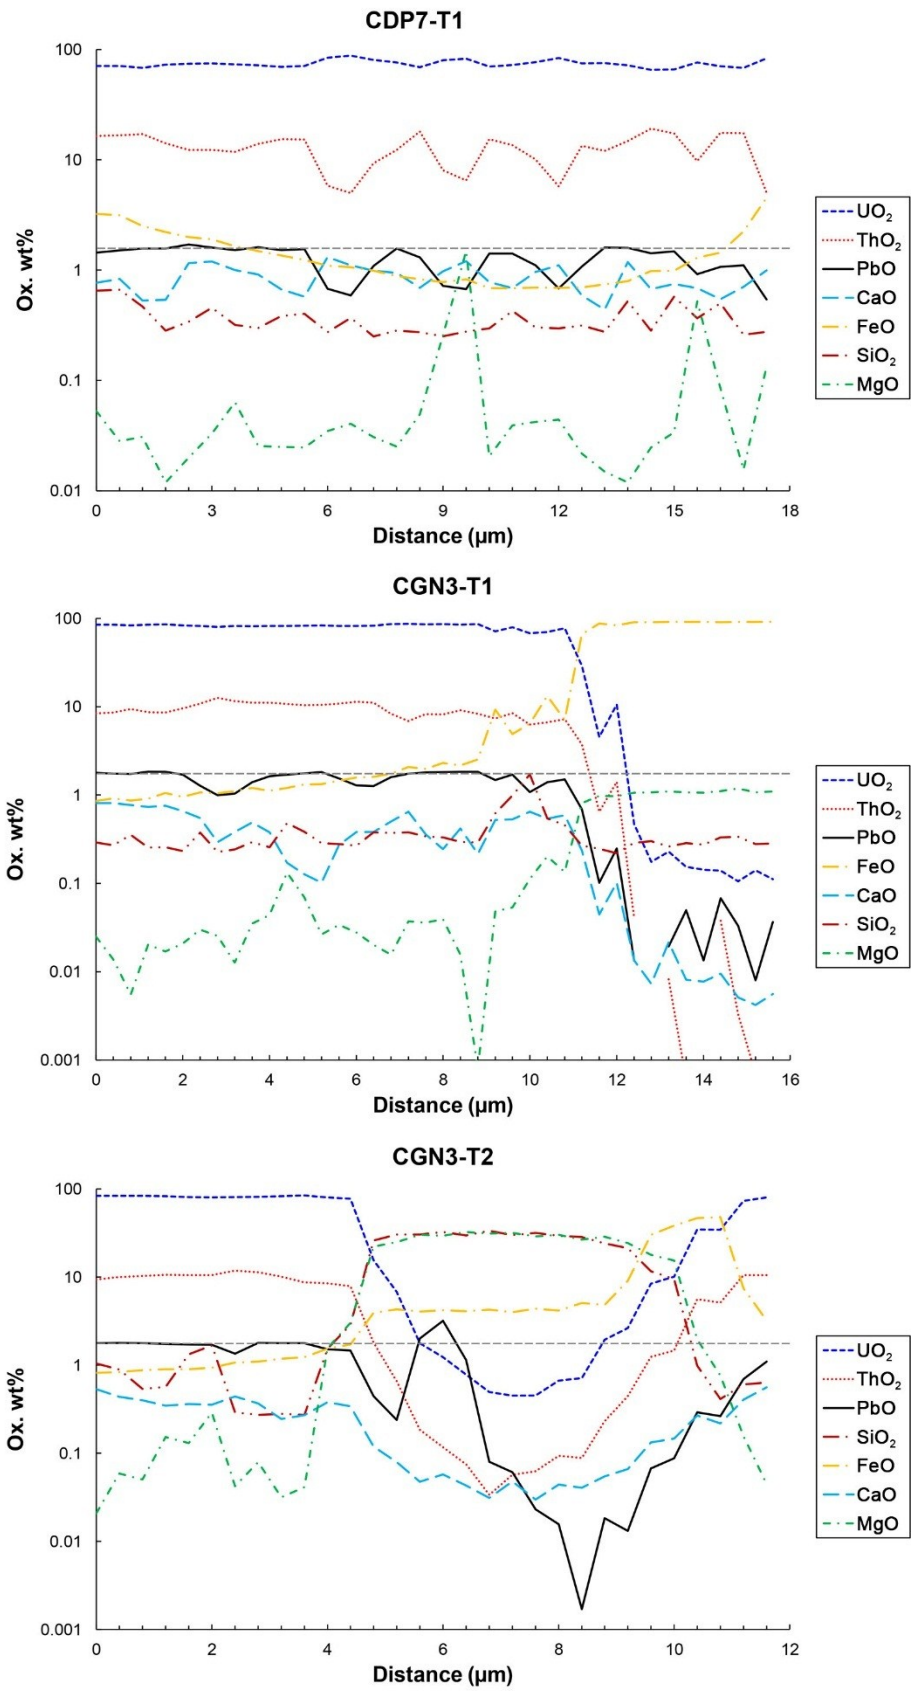 CDP7-T1
100
10
1
0.1
0.01
Ox. wt%
0 3 6 9 12 15 18
Distance (µm)
UO₂
ThO₂
PbO
CaO
FeO
SiO₂
MgO
CGN3-T1
100
10
1
0.1
0.01
0.001
Ox. wt%
0 2 4 6 8 10 12 14 16
Distance (µm)
UO₂
ThO₂
PbO
FeO
CaO
SiO₂
MgO
CGN3-T2
100
10
1
0.1
0.01
0.001
Ox. wt%
0 2 4 6 8 10 12
Distance (µm)
UO₂
ThO₂
PbO
SiO₂
FeO
CaO
MgO